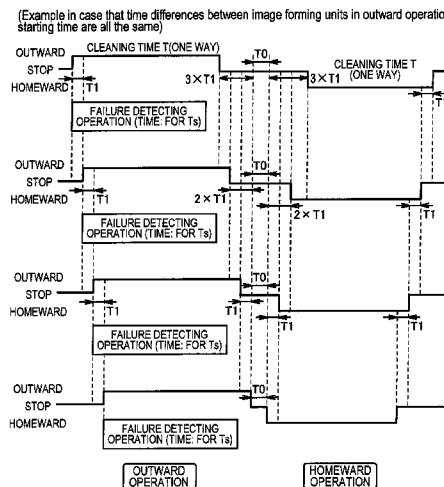 (Example in case that time differences between image forming units in outward operation
starting time are all the same)
OUTWARD
STOP
HOMEWARD
CLEANING TIME T(ONE WAY)
T0
CLEANING TIME T
(ONE WAY)
3×T1
3×T1
T1
T
FAILURE DETECTING
OPERATION (TIME: FOR Ts)
OUTWARD
STOP
HOMEWARD
T0
T1
2×T1
2×T1
T1
FAILURE DETECTING
OPERATION (TIME: FOR Ts)
OUTWARD
STOP
HOMEWARD
T0
T1
T1
T1
T1
FAILURE DETECTING
OPERATION (TIME: FOR Ts)
OUTWARD
STOP
HOMEWARD
T0
FAILURE DETECTING
OPERATION (TIME: FOR Ts)
OUTWARD
OPERATION
HOMEWARD
OPERATION